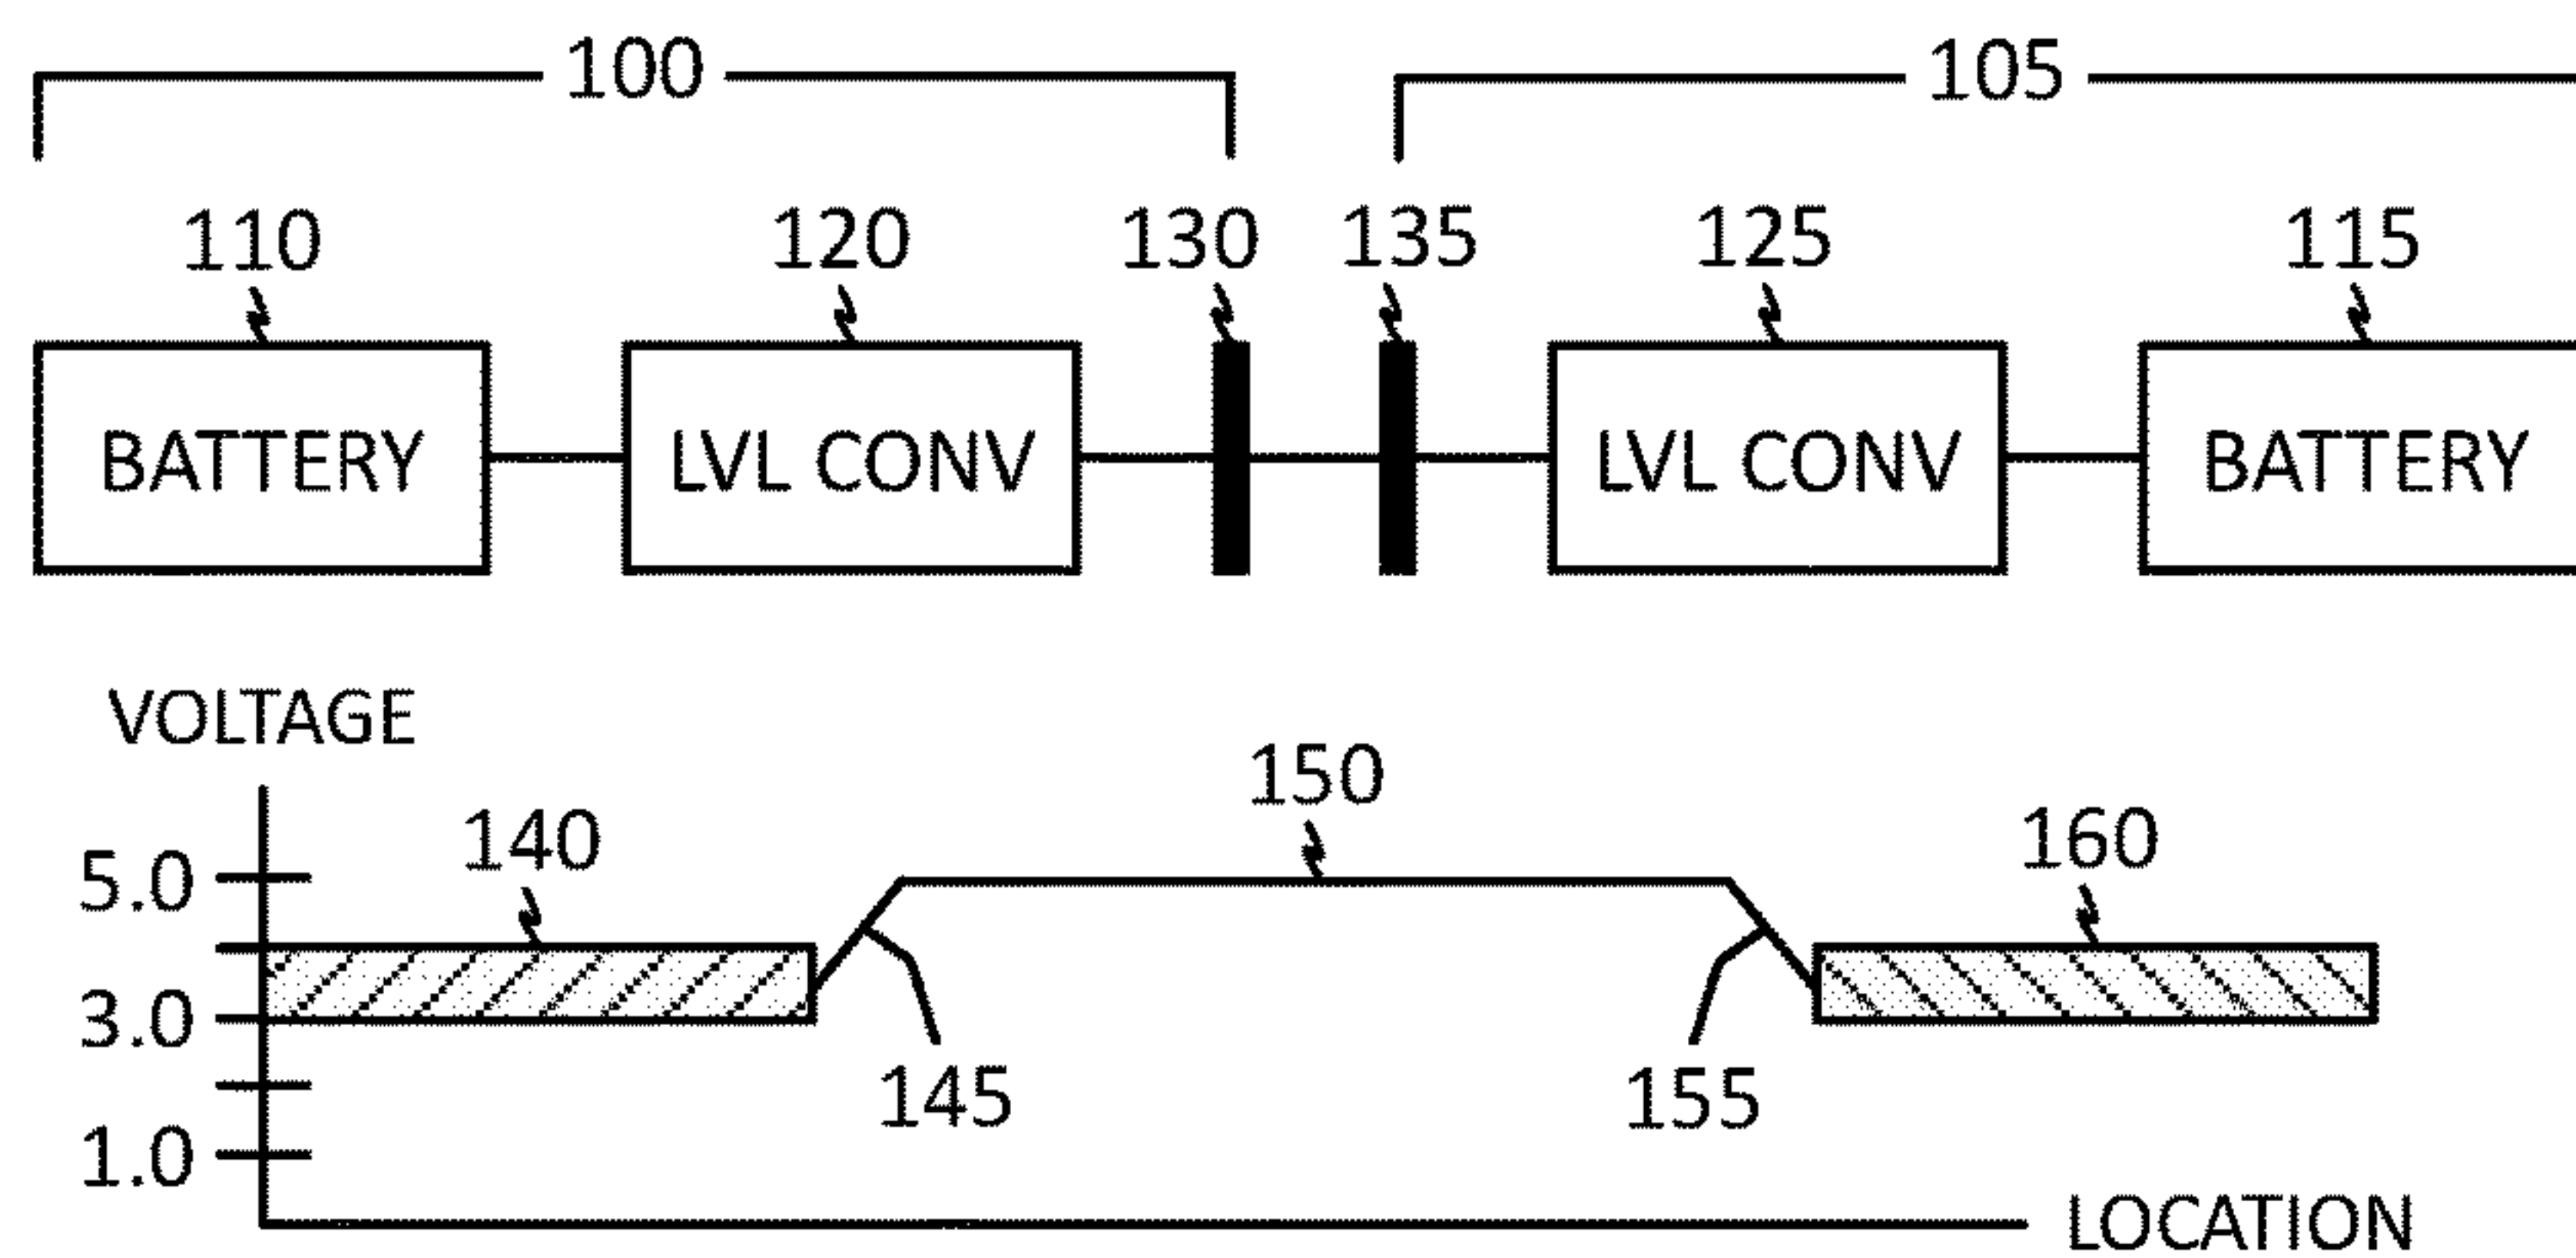 100 105
110 120 130 135 125 115
BATTERY LVL CONV LVL CONV BATTERY
VOLTAGE
150
140 160
5.0
3.0
145 155
1.0
LOCATION